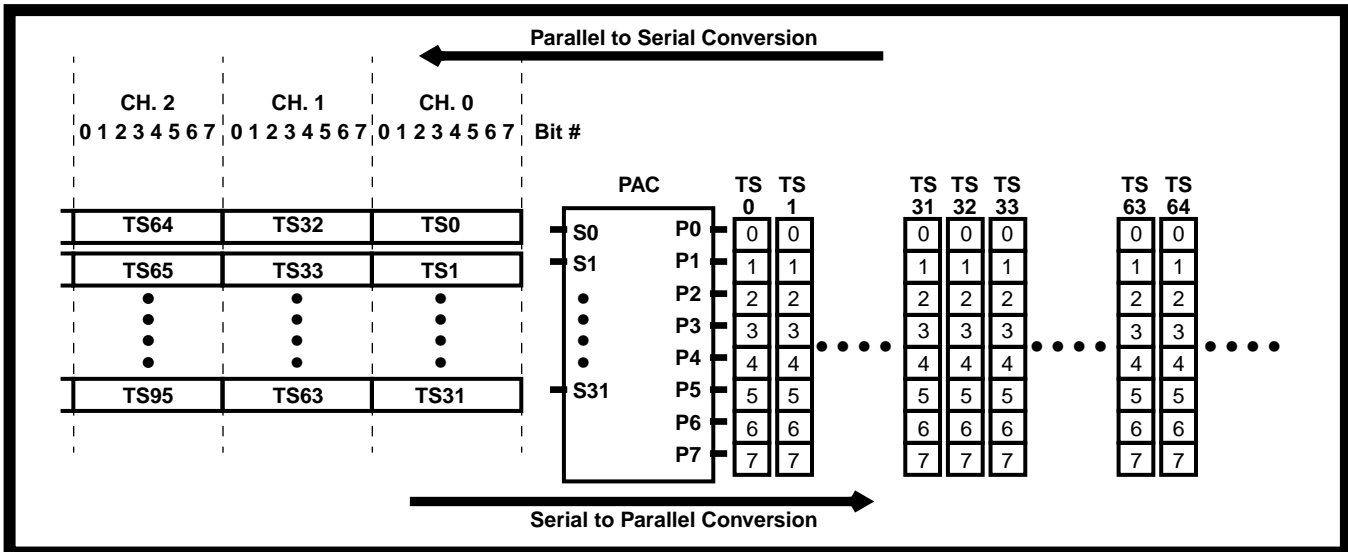 Parallel to Serial Conversion
CH. 2 CH. 1 CH. 0
0 1 2 3 4 5 6 7 0 1 2 3 4 5 6 7 0 1 2 3 4 5 6 7 Bit #
PAC
TS TS TS TS TS TS TS
0 1 31 32 33 63 64
TS64 TS32 TS0 S0 P0 0 0 0 0 0 0 0
TS65 TS33 TS1 S1 P1 1 1 1 1 1 1 1
P2 2 2 2 2 2 2 2
P3 3 3 3 3 3 3 3
P4 4 4 4 4 4 4 4
TS95 TS63 TS31 S31 P5 5 5 5 5 5 5 5
P6 6 6 6 6 6 6 6
P7 7 7 7 7 7 7 7
Serial to Parallel Conversion